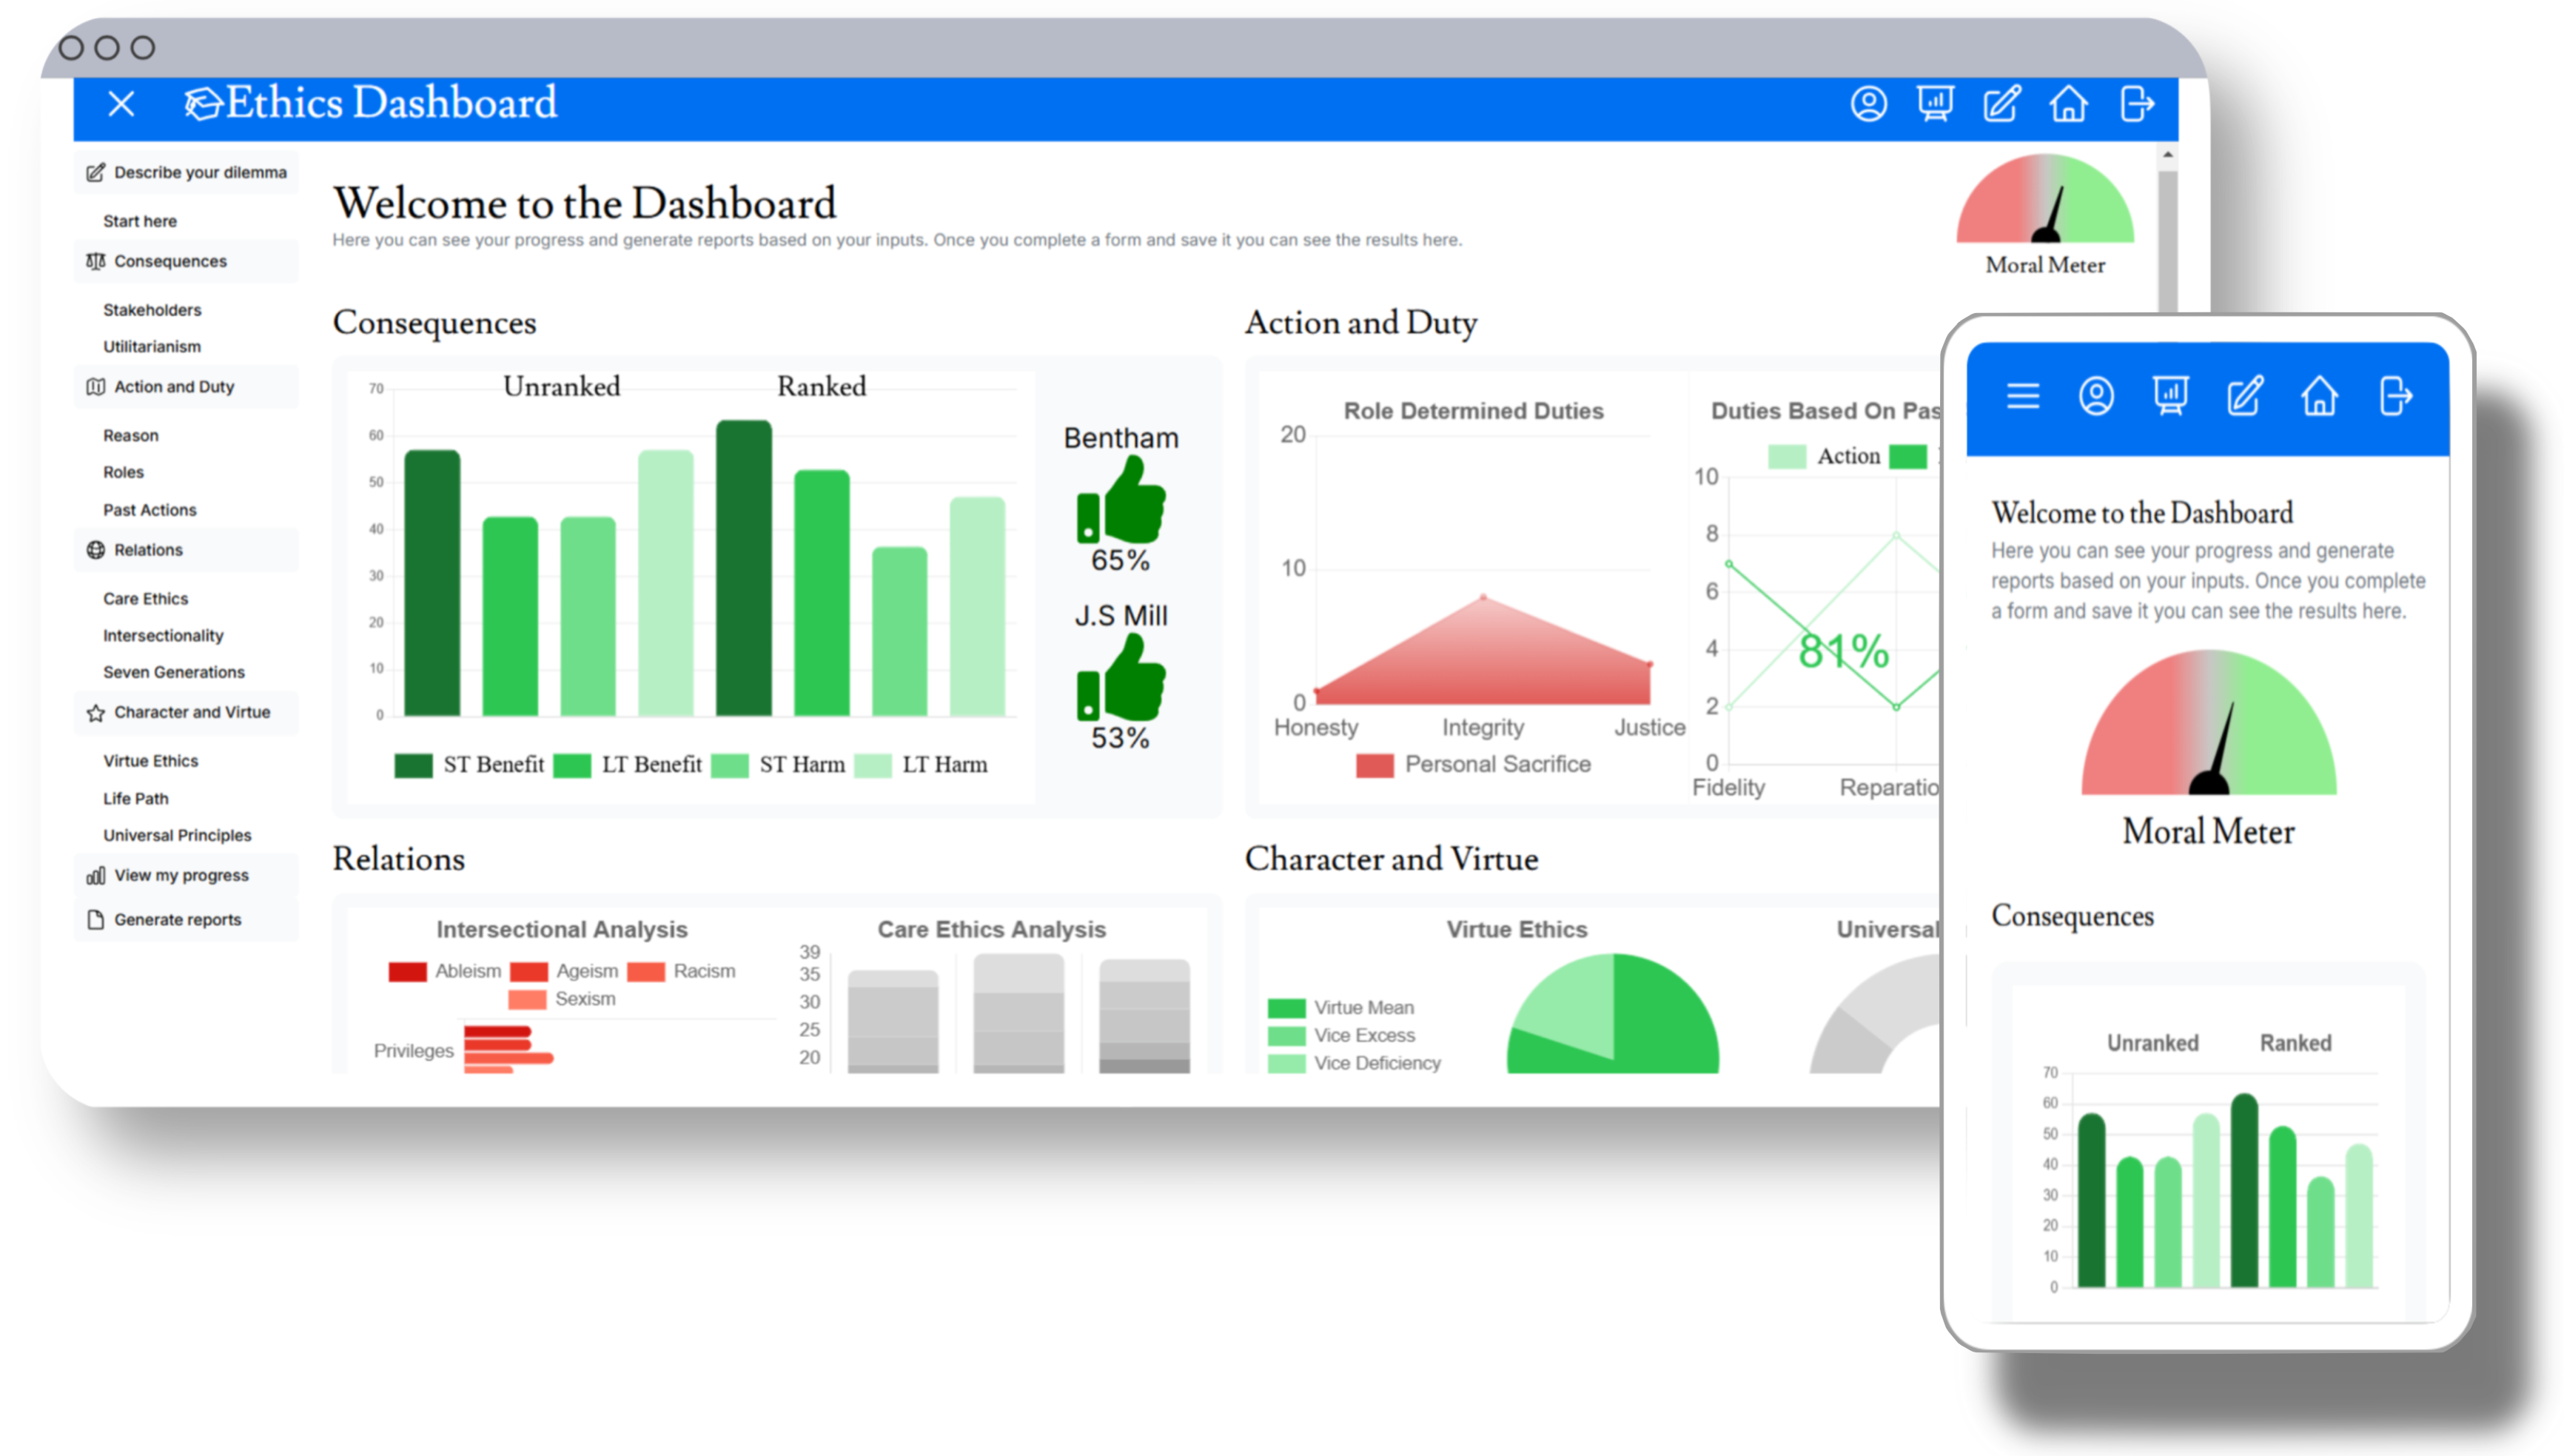 Ethics Dashboard
Describe your dilemma
Start here
Consequences
Stakeholders
Utilitarianism
Action and Duty
Reason
Roles
Past Actions
Relations
Care Ethics
Intersectionality
Seven Generations
Character and Virtue
Virtue Ethics
Life Path
Universal Principles
View my progress
Generate reports
Welcome to the Dashboard
Here you can see your progress and generate reports based on your inputs. Once you complete a form and save it you can see the results here.
Moral Meter
Consequences
Unranked Ranked
70
60
50
40
30
20
10
0
ST Benefit LT Benefit ST Harm LT Harm
Bentham
65%
J.S Mill
53%
Action and Duty
Role Determined Duties
20
10
0
Honesty Integrity Justice
Personal Sacrifice
Duties Based On Pas
Action
10
8
6
4
2
0
81%
Fidelity Reparatio
Relations
Intersectional Analysis
Ableism Ageism Racism
Sexism
Privileges
Care Ethics Analysis
39
35
30
25
20
Character and Virtue
Virtue Ethics
Virtue Mean
Vice Excess
Vice Deficiency
Universal
Welcome to the Dashboard
Here you can see your progress and generate
reports based on your inputs. Once you complete
a form and save it you can see the results here.
Moral Meter
Consequences
Unranked Ranked
70
60
50
40
30
20
10
0